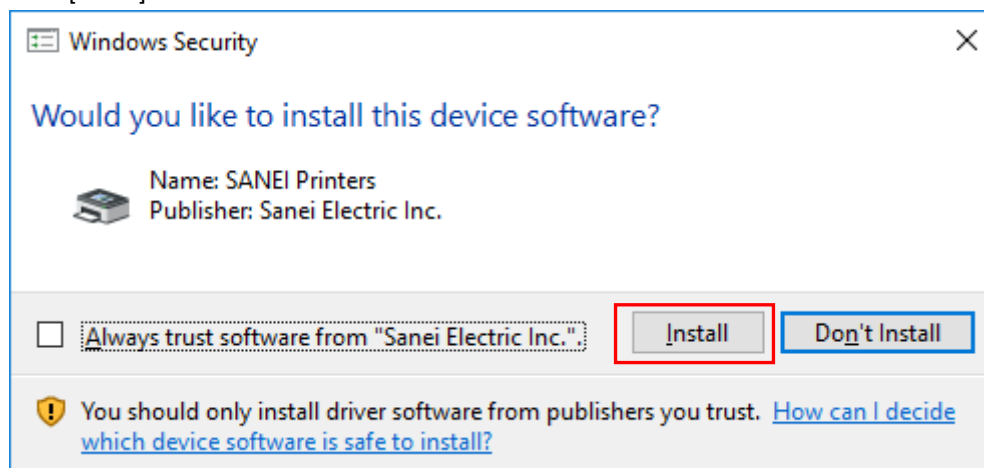 Windows Security
Would you like to install this device software?
Name: SANEI Printers
Publisher: Sanei Electric Inc.
Always trust software from "Sanei Electric Inc.".
Install
Don't Install
You should only install driver software from publishers you trust. How can I decide
which device software is safe to install?